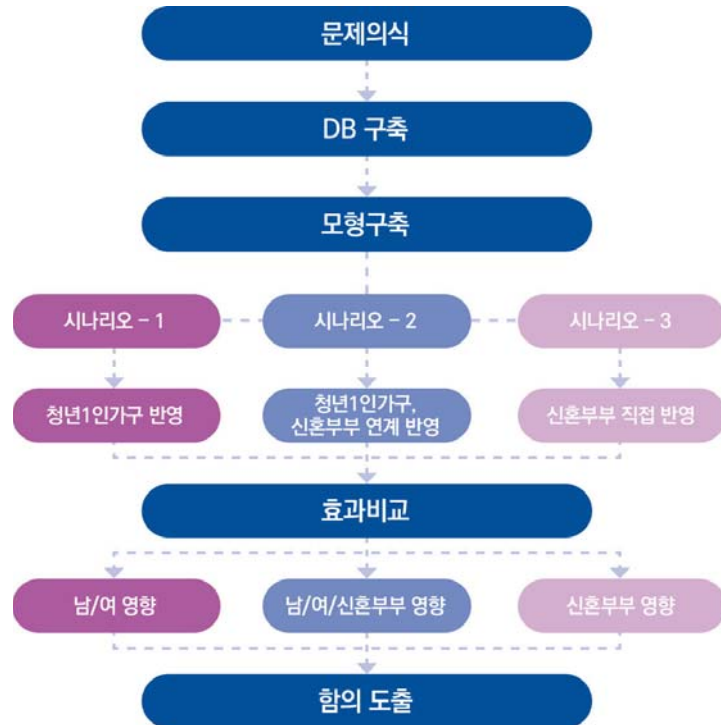 문제의식
DB 구축
모형구축
시나리오 – 1
시나리오 – 2
시나리오 – 3
청년1인가구 반영
청년1인가구,
신혼부부 연계 반영
신혼부부 직접 반영
효과비교
남/여 영향
남/여/신혼부부 영향
신혼부부 영향
함의 도출